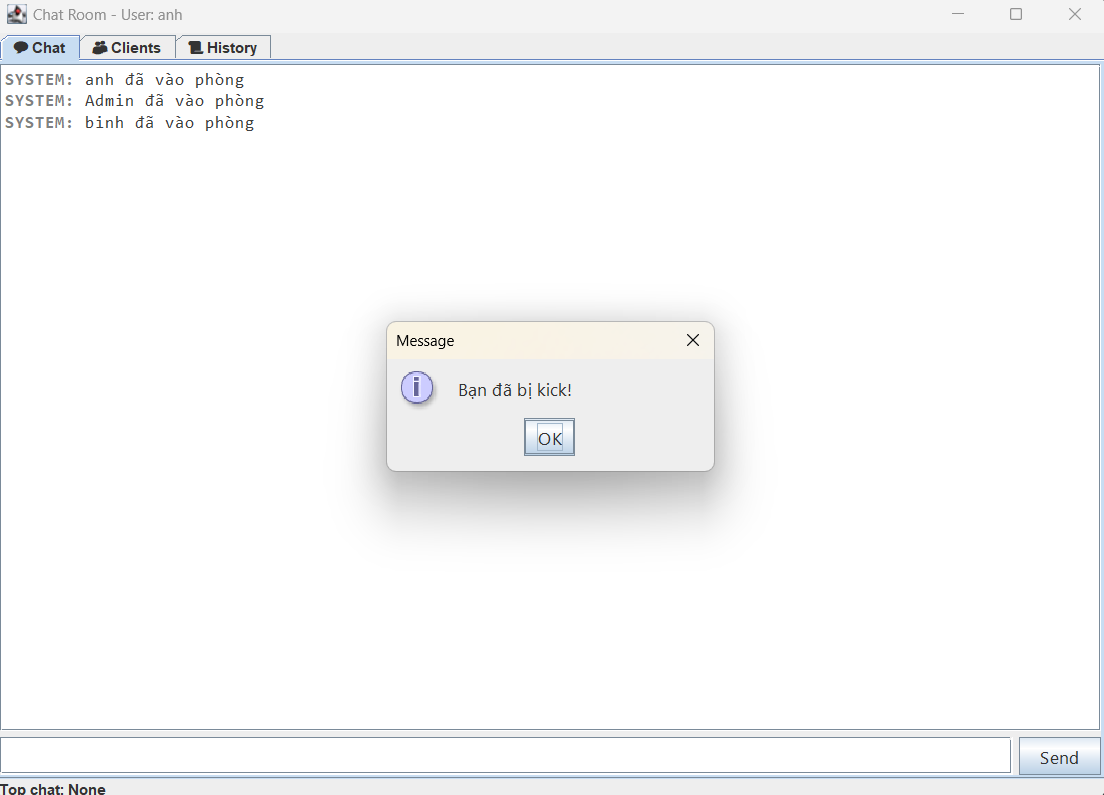 Chat Room - User: anh
Chat Clients History
SYSTEM: anh đã vào phòng
SYSTEM: Admin đã vào phòng
SYSTEM: binh đã vào phòng
Message
Bạn đã bị kick!
OK
Send
Top chat: None